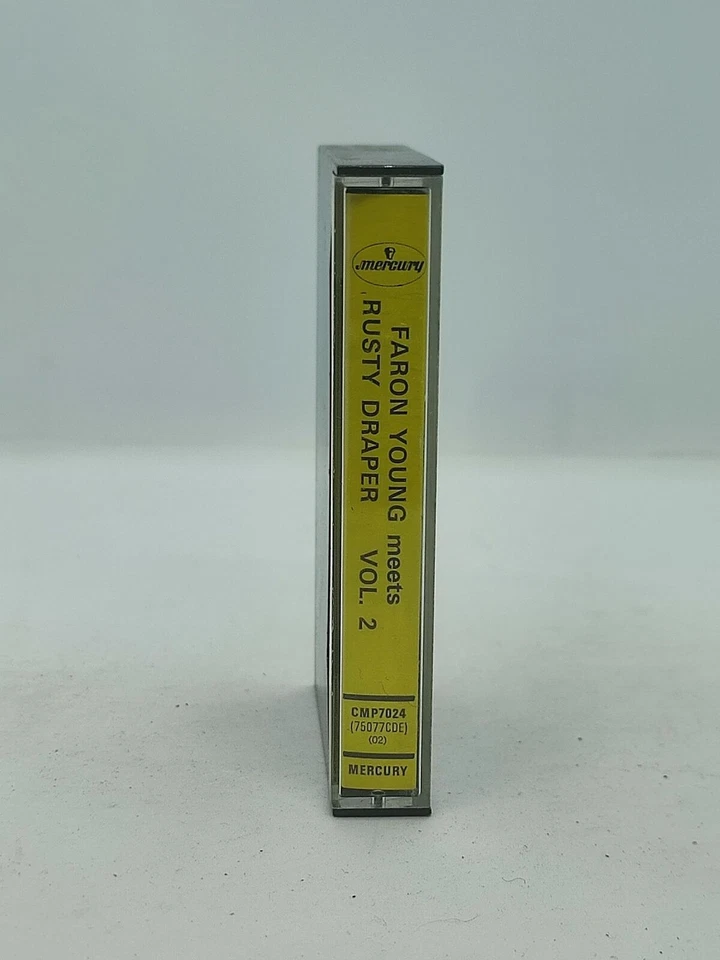 mercury
FARON YOUNG meets
RUSTY DRAPER VOL. 2
CMP7024
(75077CDE)
(02)
MERCURY